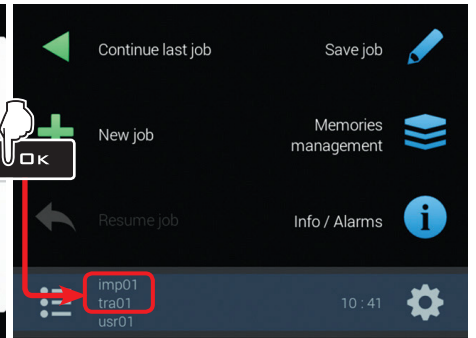 Continue last job
Save job
New job
Memories
management
OK
Resume job
Info / Alarms
imp01
tra01
usr01
10 : 41